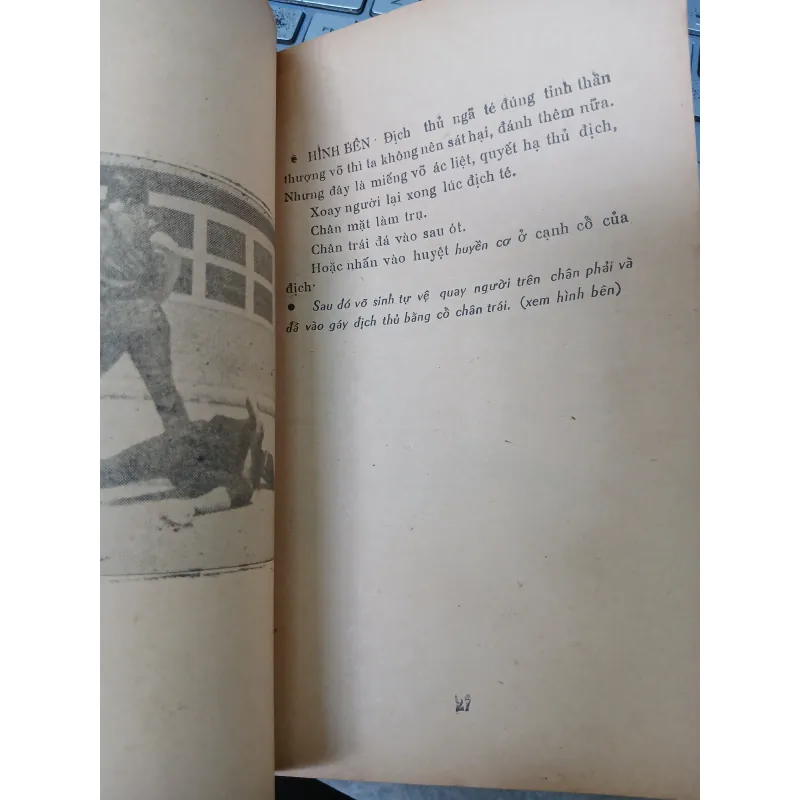 ● HÌNH BÊN · Địch thủ ngã té đúng tinh thần
thượng võ thì ta không nên sát hại, đánh thêm nữa.
Nhưng đây là miếng võ ác liệt, quyết hạ thủ địch,
Xoay người lại xong lúc địch té.
Chân mặt làm trụ.
Chân trái đá vào sau ót.
Hoặc nhấn vào huyệt huyền cơ ở cạnh cổ của
địch·
● Sau đó võ sinh tự vệ quay người trên chân phải và
đá vào gáy địch thủ bằng cổ chân trái. (xem hình bên)
27